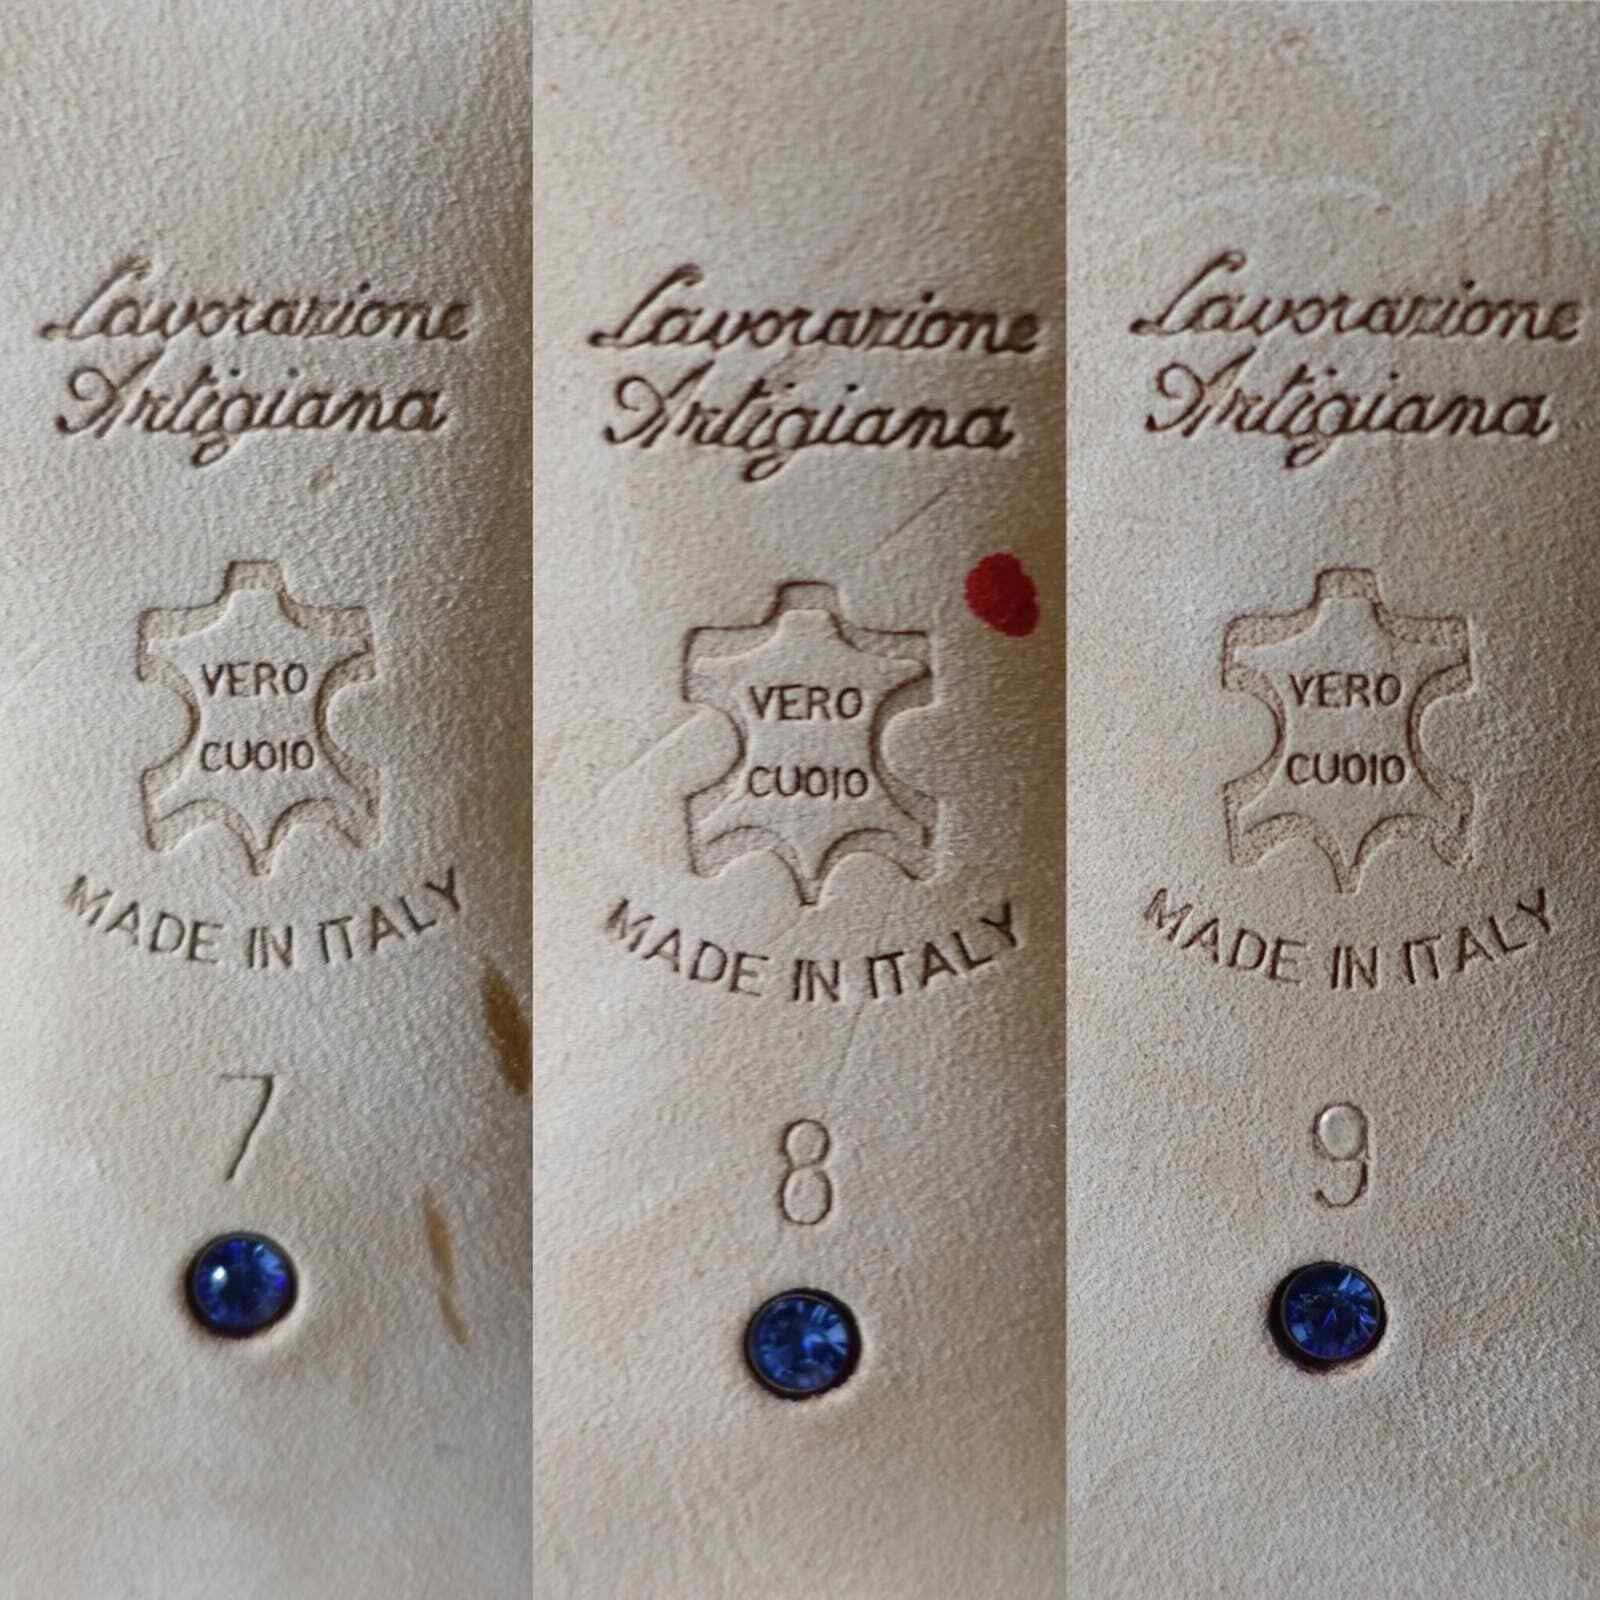 Lavorazione
Artigiana
VERO
CUOIO
MADE IN ITALY
7
Lavorazione
Artigiana
VERO
CUOIO
MADE IN ITALY
8
Lavorazione
Artigiana
VERO
CUOIO
MADE IN ITALY
9